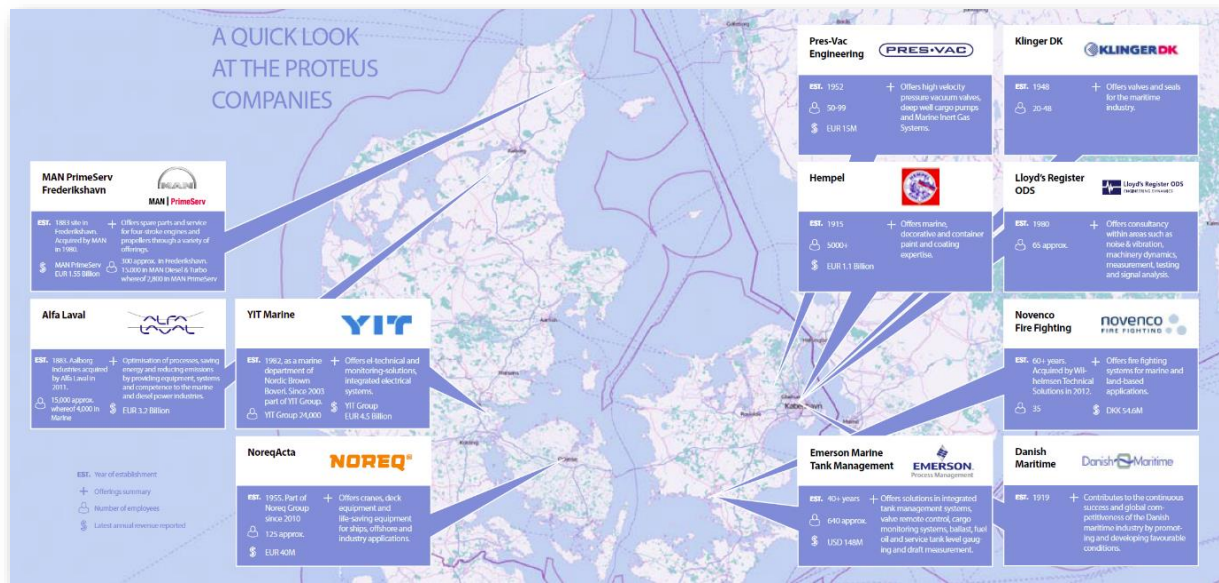 A QUICK LOOK
AT THE PROTEUS
COMPANIES
MAN PrimeServ
Frederikshavn
MAN
MAN | PrimeServ
EST. 1883 site in
Frederikshavn.
Acquired by MAN
in 1980.
$ MAN PrimeServ
EUR 1.55 Billion
+ Offers spare parts and service
for four-stroke engines and
propellers through a variety of
offerings.
300 approx. in Frederikshavn.
15,000 in MAN Diesel & Turbo
whereof 2,800 in MAN PrimeServ
Alfa Laval
ALFA
LAVAL
EST. 1883. Aalborg
Industries acquired
by Alfa Laval in
2011.
15,000 approx.
whereof 4,000 in
Marine
+ Optimisation of processes, saving
energy and reducing emissions
by providing equipment, systems
and competence to the marine
and diesel power industries.
$ EUR 3.2 Billion
YIT Marine
YIT
EST. 1982, as a marine
department of
Nordic Brown
Boveri. Since 2003
part of YIT Group.
YIT Group 24,000
+ Offers el-technical and
monitoring-solutions,
integrated electrical
systems.
$ YIT Group
EUR 4.5 Billion
NoreqActa
NOREQ
EST. 1955. Part of
Noreq Group
since 2010
125 approx.
$ EUR 40M
+ Offers cranes, deck
equipment and
life-saving equipment
for ships, offshore and
industry applications.
EST. Year of establishment
+ Offerings summary
Number of employees
$ Latest annual revenue reported
Pres-Vac
Engineering
PRES•VAC
EST. 1952
50-99
$ EUR 15M
+ Offers high velocity
pressure vacuum valves,
deep well cargo pumps
and Marine Inert Gas
Systems.
Klinger DK
KLINGER DK
EST. 1948
20-48
+ Offers valves and seals
for the maritime
industry.
Hempel
HEMPEL
EST. 1915
5000+
$ EUR 1.1 Billion
+ Offers marine,
decorative and container
paint and coating
expertise.
Lloyd's Register
ODS
Lloyd's Register ODS
ENGINEERING DYNAMICS
EST. 1980
65 approx.
+ Offers consultancy
within areas such as
noise & vibration,
machinery dynamics,
measurement, testing
and signal analysis.
Novenco
Fire Fighting
novenco
FIRE FIGHTING
EST. 60+ years.
Acquired by Wil-
helmsen Technical
Solutions in 2012.
35
+ Offers fire fighting
systems for marine and
land-based
applications.
$ DKK 54.6M
Emerson Marine
Tank Management
EMERSON
Process Management
EST. 40+ years
640 approx.
$ USD 148M
+ Offers solutions in integrated
tank management systems,
valve remote control, cargo
monitoring systems, ballast, fuel
oil and service tank level gaug-
ing and draft measurement.
Danish
Maritime
Danish Maritime
EST. 1919
+ Contributes to the continuous
success and global com-
petitiveness of the Danish
maritime industry by promot-
ing and developing favourable
conditions.
Aalborg
København
Odense